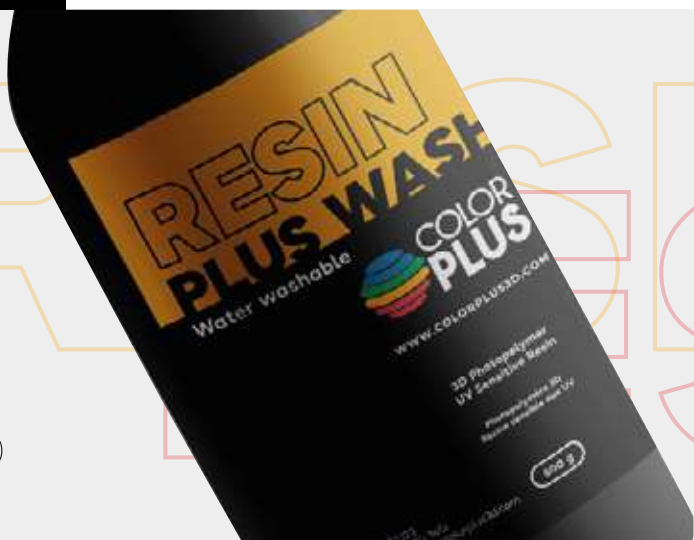 RESIN
PLUS WASH
Water washable
COLOR
PLUS
WWW.COLORPLUS3D.COM
3D Photopolymer
UV Sensitive Resin
Photopolymère 3D
Résine sensible aux UV
500 g